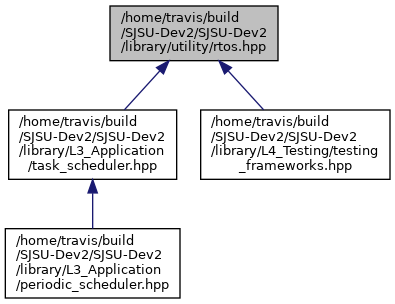 /home/travis/build
/SJSU-Dev2/SJSU-Dev2
/library/utility/rtos.hpp
/home/travis/build
/SJSU-Dev2/SJSU-Dev2
/library/L3_Application
/task_scheduler.hpp
/home/travis/build
/SJSU-Dev2/SJSU-Dev2
/library/L4_Testing/testing
_frameworks.hpp
/home/travis/build
/SJSU-Dev2/SJSU-Dev2
/library/L3_Application
/periodic_scheduler.hpp